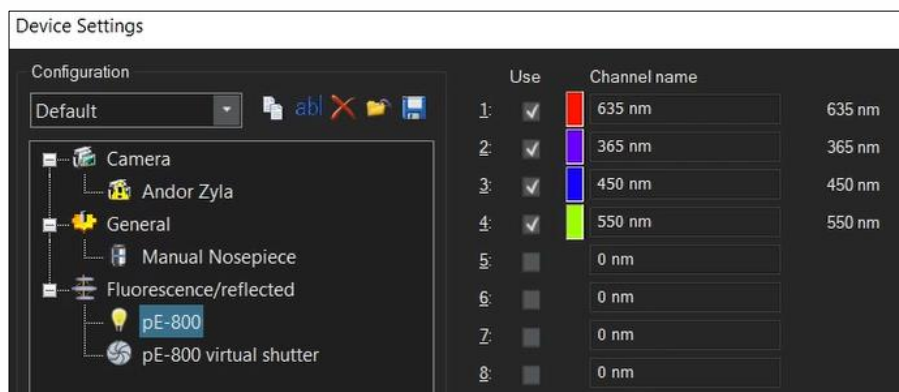 Device Settings
Configuration
Default
abl
Camera
Andor Zyla
General
Manual Nosepiece
Fluorescence/reflected
pE-800
pE-800 virtual shutter
Use Channel name
1: 635 nm 635 nm
2: 365 nm 365 nm
3: 450 nm 450 nm
4: 550 nm 550 nm
5: 0 nm
6: 0 nm
7: 0 nm
8: 0 nm